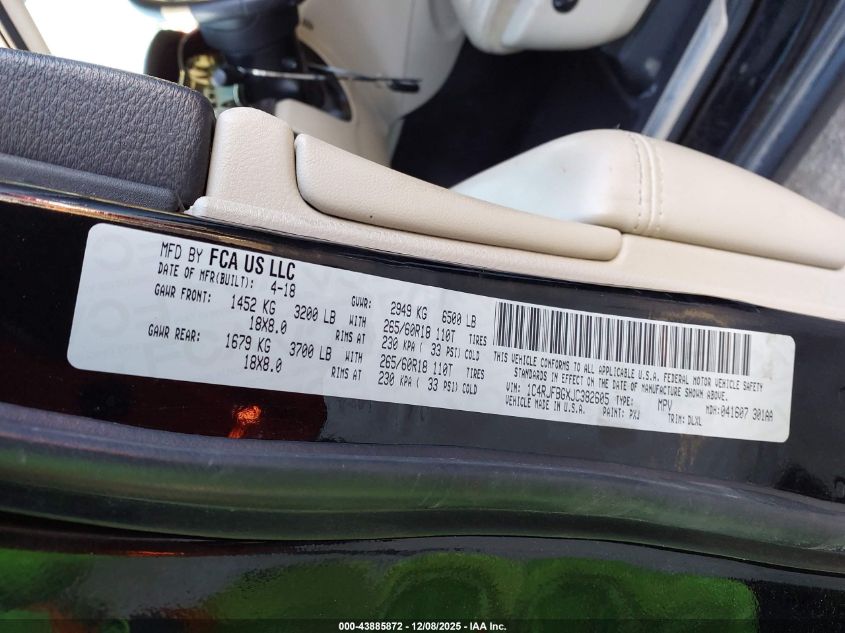 MFD BY FCA US LLC
DATE OF MFR(BUILT): 4-18 GVWR: 2949 KG 6500 LB
GAWR FRONT: 1452 KG 3200 LB WITH 265/60R18 110T TIRES
18X8.0 RIMS AT 230 KPA ( 33 PSI) COLD
GAWR REAR: 1679 KG 3700 LB WITH 265/60R18 110T TIRES
18X8.0 RIMS AT 230 KPA ( 33 PSI) COLD
THIS VEHICLE CONFORMS TO ALL APPLICABLE U.S.A. FEDERAL MOTOR VEHICLE SAFETY
STANDARDS IN EFFECT ON THE DATE OF MANUFACTURE SHOWN ABOVE.
VIN: 1C4RJFBGXJC382605 TYPE: MPV MDH: 041607 301AA
VEHICLE MADE IN U.S.A. PAINT: PXJ TRIM: DLXL
000-43885872 - 12/08/2025 - IAA Inc.